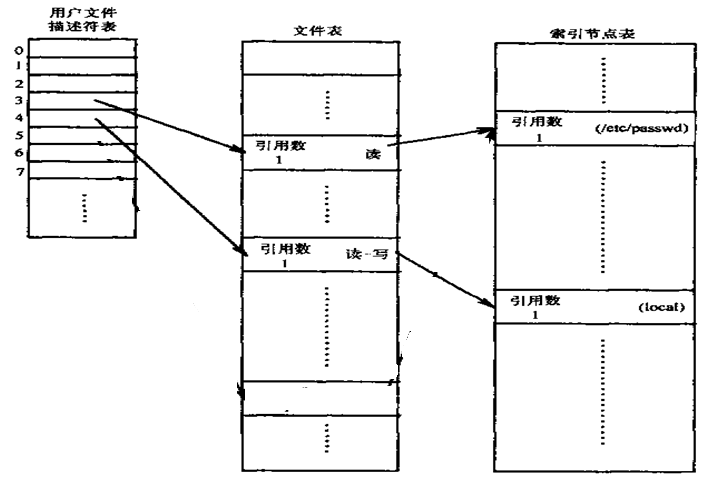 用户文件
描述符表
0
1
2
3
4
5
6
7
文件表
引用数
1
读
引用数
1
读-写
索引节点表
引用数
1
(/etc/passwd)
引用数
1
(local)